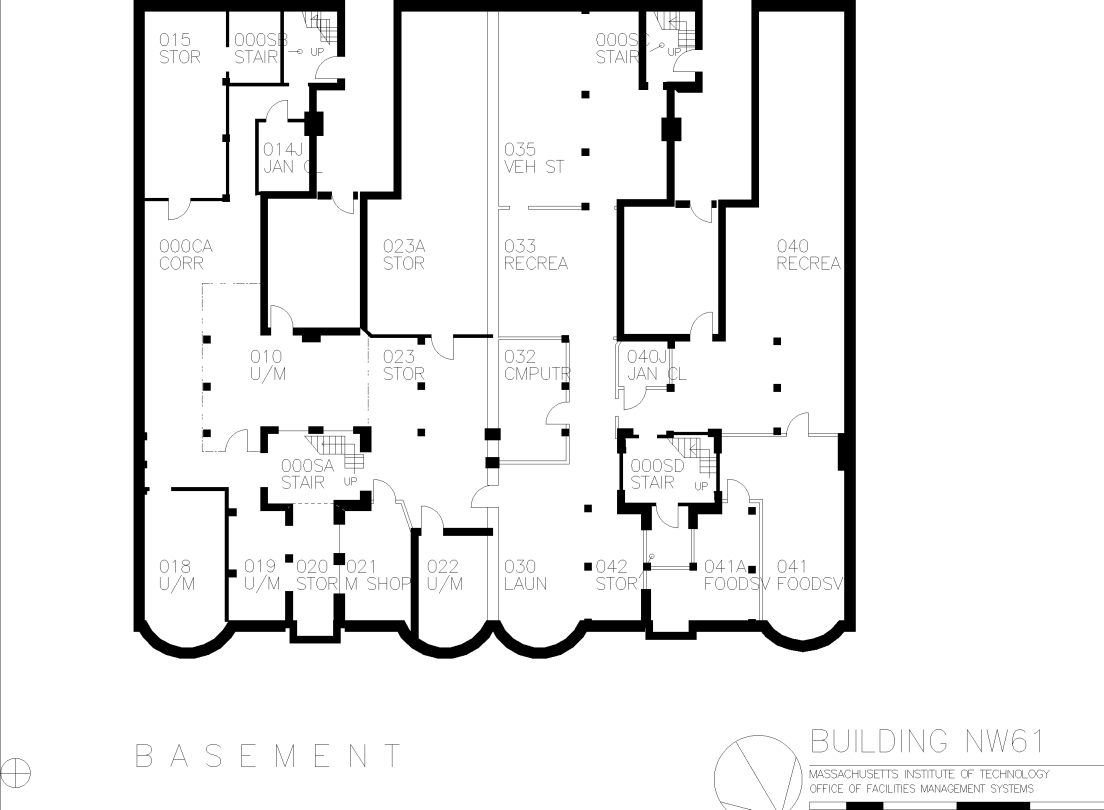 015
STOR
000SB
STAIR
UP
000SC
STAIR
UP
014J
JAN CL
035
VEH ST
000CA
CORR
023A
STOR
033
RECREA
040
RECREA
010
U/M
023
STOR
032
CMPUTR
040J
JAN CL
000SA
STAIR
UP
000SD
STAIR
UP
018
U/M
019
U/M
020
STOR
021
M SHOP
022
U/M
030
LAUN
042
STOR
041A
FOODSV
041
FOODSV
BASEMENT
BUILDING NW61
MASSACHUSETTS INSTITUTE OF TECHNOLOGY
OFFICE OF FACILITIES MANAGEMENT SYSTEMS